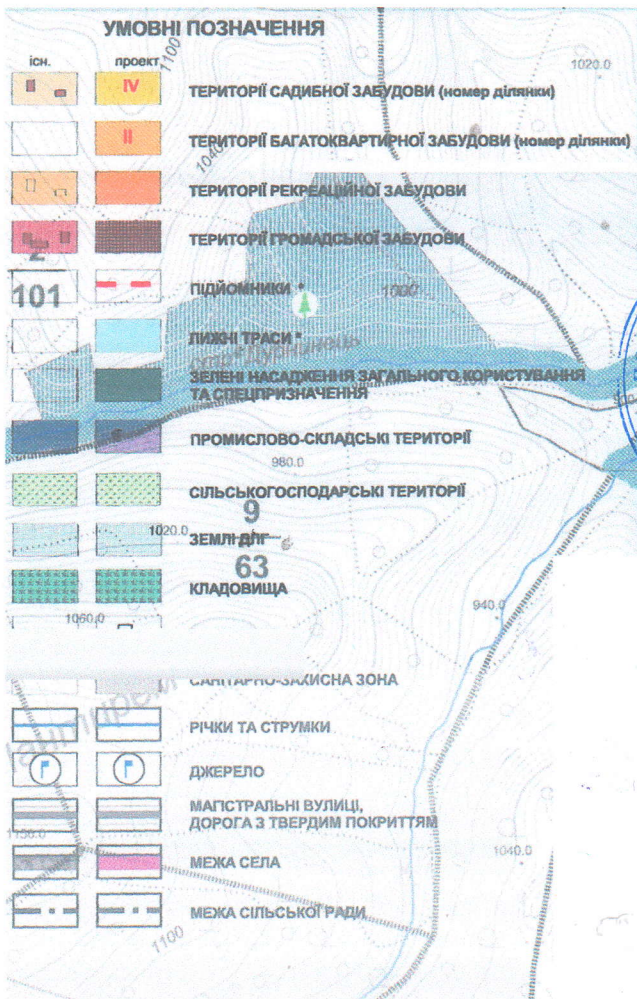 УМОВНІ ПОЗНАЧЕННЯ
існ. проект
1100
1020.0
IV ТЕРИТОРІЇ САДИБНОЇ ЗАБУДОВИ (номер ділянки)
II ТЕРИТОРІЇ БАГАТОКВАРТИРНОЇ ЗАБУДОВИ (номер ділянки)
1040
ТЕРИТОРІЇ РЕКРЕАЦІЙНОЇ ЗАБУДОВИ
ТЕРИТОРІЇ ГРОМАДСЬКОЇ ЗАБУДОВИ
2
101
ПІДЙОМНИКИ
1000
ЛИЖНІ ТРАСИ
ЗЕЛЕНІ НАСАДЖЕННЯ ЗАГАЛЬНОГО КОРИСТУВАННЯ
ТА СПЕЦПРИЗНАЧЕННЯ
ПРОМИСЛОВО-СКЛАДСЬКІ ТЕРИТОРІЇ
980.0
СІЛЬСЬКОГОСПОДАРСЬКІ ТЕРИТОРІЇ
9
1020.0
ЗЕМЛІ ДЛГ
63
КЛАДОВИЩА
940.0
1060.0
САНІТАРНО-ЗАХИСНА ЗОНА
РІЧКИ ТА СТРУМКИ
ДЖЕРЕЛО
МАГІСТРАЛЬНІ ВУЛИЦІ,
ДОРОГА З ТВЕРДИМ ПОКРИТТЯМ
1040.0
МЕЖА СЕЛА
МЕЖА СІЛЬСЬКОЇ РАДИ
1100